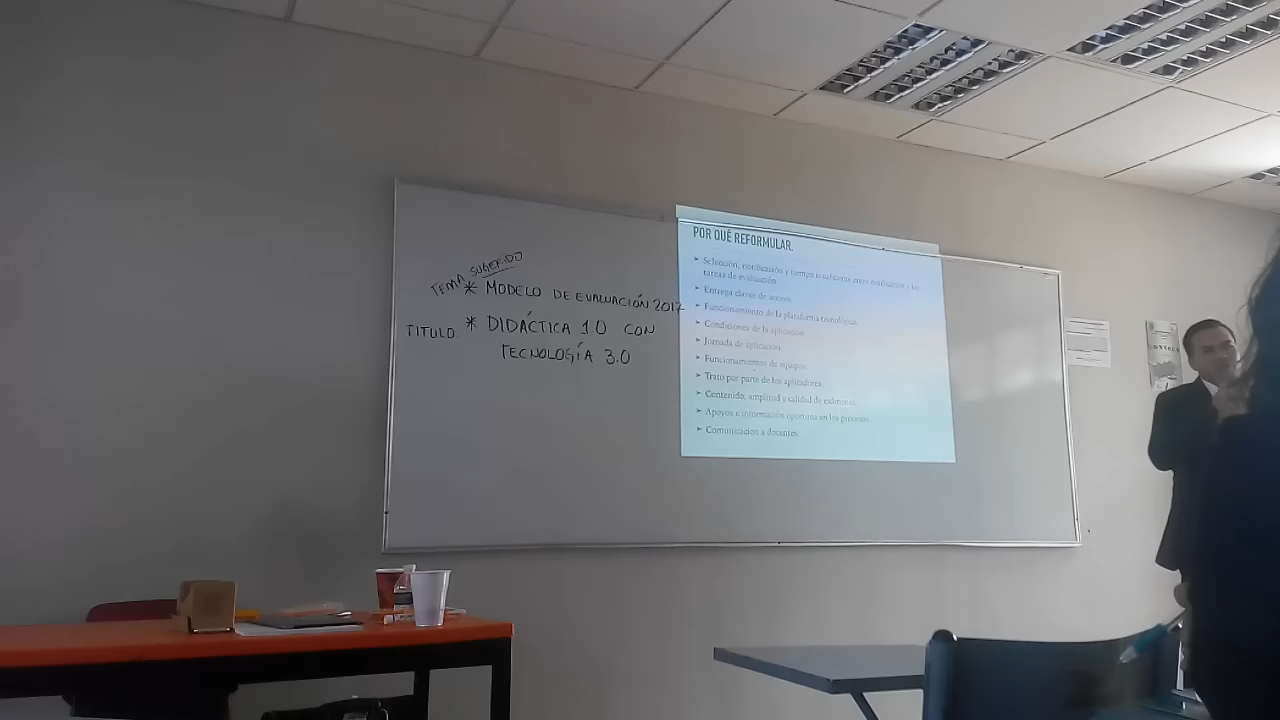 TEMA SUGERIDO
* MODELO DE EVALUACIÓN 2017
TITULO * DIDÁCTICA 1.0 CON
TECNOLOGÍA 3.0
POR QUÉ REFORMULAR.
➤ Selección, notificación y tiempo insuficiente entre notificación y las
tareas de evaluación.
➤ Entrega claves de acceso.
➤ Funcionamiento de la plataforma tecnológica.
➤ Condiciones de la aplicación
➤ Jornada de aplicación.
➤ Funcionamientos de equipos.
➤ Trato por parte de los aplicadores.
➤ Contenido, amplitud y calidad de exámenes.
➤ Apoyos e información oportuna en los procesos.
➤ Comunicacion a docentes.